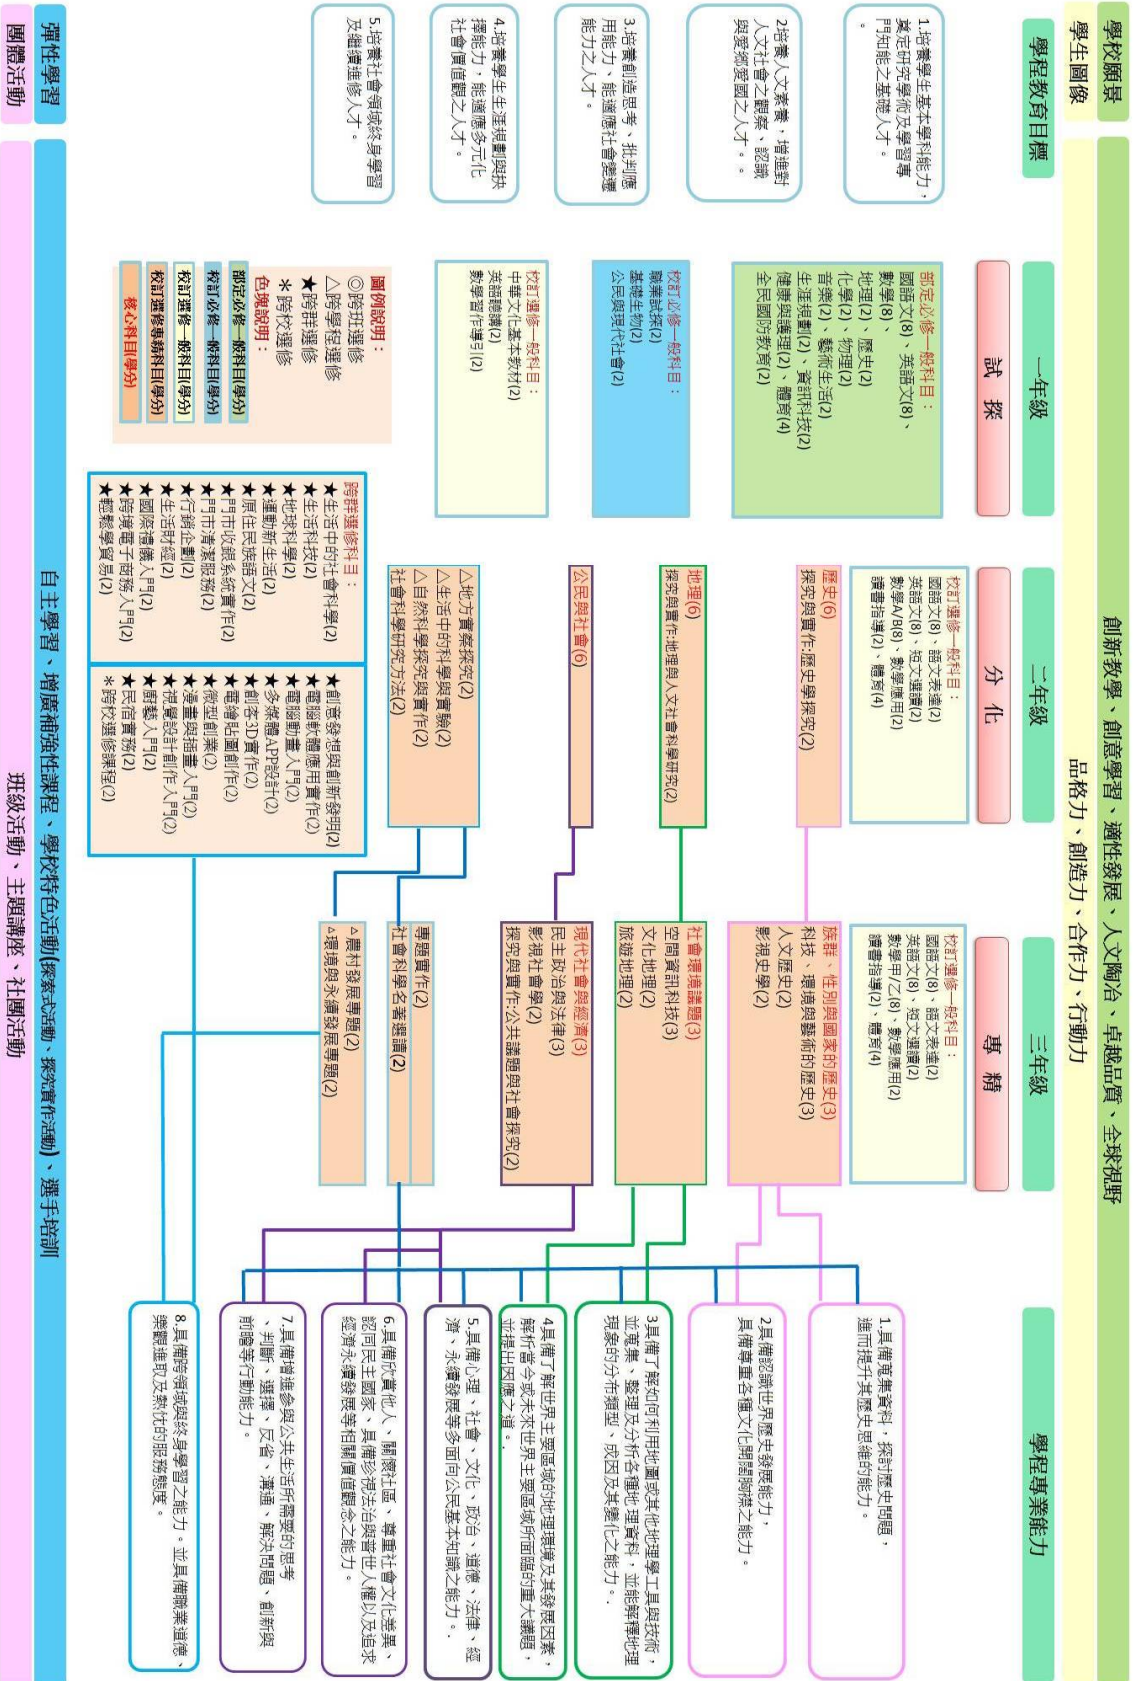 學校願景
創新教學、創意學習、適性發展、人文陶冶、卓越品質、全球視野
學生圖像
品格力、創造力、合作力、行動力
學程教育目標
一年級
二年級
三年級
學程專業能力
試 探
分 化
專 精
1.培養學生基本學科能力,
奠定研究學術及學習專
門知能之基礎人才。
。
2培養人文素養,增進對
人文社會之觀察、認識
與愛鄉愛國之人才。。
3.培養創造思考、批判應
用能力、能適應社會變遷
能力之人才。
4.培養學生生涯規劃與抉
擇能力,能適應多元化
社會價值觀之人才。
5.培養社會領域終身學習
及繼續進修人才。
部定必修一般科目:
國語文(8)、英語文(8)、
數學(8)、
地理(2)、歷史(2)
化學(2)、物理(2)
音樂(2)、藝術生活(2)
生涯規劃(2)、資訊科技(2)
健康與護理(2)、體育(4)
全民國防教育(2)
校訂必修一般科目:
職業試探(2)
基礎生物(2)
公民與現代社會(2)
校訂選修一般科目:
中華文化基本教材(2)
英語聽講(2)
數學習作導引(2)
圖例說明:
◎跨班選修
△跨學程選修
★跨群選修
＊跨校選修
色塊說明:
部定必修一般科目(學分)
校訂必修一般科目(學分)
校訂選修一般科目(學分)
校訂選修專精科目(學分)
核心科目(學分)
校訂選修一般科目:
國語文(8)、語文表達(2)
英語文(8)、短文選讀(2)
數學A/B(8)、數學應用(2)
讀書指導(2)、體育(4)
歷史(6)
探究與實作:歷史學探究(2)
地理(6)
探究與實作:地理與人文社會科學研究(2)
公民與社會(6)
△地方實察探究(2)
△生活中的科學與實驗(2)
△自然科學探究與實作(2)
社會科學研究方法(2)
跨群選修科目:
★生活中的社會科學(2)
★生活科技(2)
★地球科學(2)
★運動新生活(2)
★原住民族語文(2)
★門市收銀系統實作(2)
★門市清潔服務(2)
★行銷企劃(2)
★生活財經(2)
★國際禮儀入門(2)
★跨境電子商務入門(2)
★輕鬆學貿易(2)
★創意發想與創新發明(2)
★電腦軟體應用實作(2)
★電腦動畫入門(2)
★多媒體APP設計(2)
★創客3D實作(2)
★電繪貼圖創作(2)
★微型創業(2)
★漫畫與插畫入門(2)
★視覺設計創作入門(2)
★廚藝入門(2)
★民宿實務(2)
＊跨校選修課程(2)
校訂選修一般科目:
國語文(8)、語文表達(2)
英語文(8)、短文選讀(2)
數學甲/乙(8)、數學應用(2)
讀書指導(2)、體育(4)
族群、性別與國家的歷史(3)
科技、環境與藝術的歷史(3)
人文歷史(2)
影視史學(2)
社會環境議題(3)
空間資訊科技(3)
文化地理(2)
旅遊地理(2)
現代社會與經濟(3)
民主政治與法律(3)
影視社會學(2)
探究與實作:公共議題與社會探究(2)
專題實作(2)
社會科學名著選讀(2)
△農村發展專題(2)
△環境與永續發展專題(2)
1.具備蒐集資料,探討歷史問題,
進而提升其歷史思維的能力。
2具備認識世界歷史發展能力,
具備尊重各種文化開闊胸襟之能力。
3具備了解如何利用地圖或其他地理學工具與技術,
並蒐集、整理及分析各種地理資料,並能解釋地理
現象的分布類型、成因及其變化之能力。.
4具備了解世界主要區域的地理環境及其發展因素,
解析當今或未來世界主要區域所面臨的重大議題,
並提出因應之道。.
5.具備心理、社會、文化、政治、道德、法律、經
濟、永續發展等多面向公民基本知識之能力。.
6.具備欣賞他人、關懷社區、尊重社會文化差異、
認同民主國家、具備珍視法治與普世人權以及追求
經濟永續發展等相關價值觀念之能力。
7.具備增進參與公共生活所需要的思考
、判斷、選擇、反省、溝通、解決問題、創新與
前瞻等行動能力。
8.具備跨領域與終身學習之能力。並具備職業道德、
樂觀進取及熱忱的服務態度。
彈性學習
自主學習、增廣補強性課程、學校特色活動(探索式活動、探究實作活動)、選手培訓
團體活動
班級活動、主題講座、社團活動